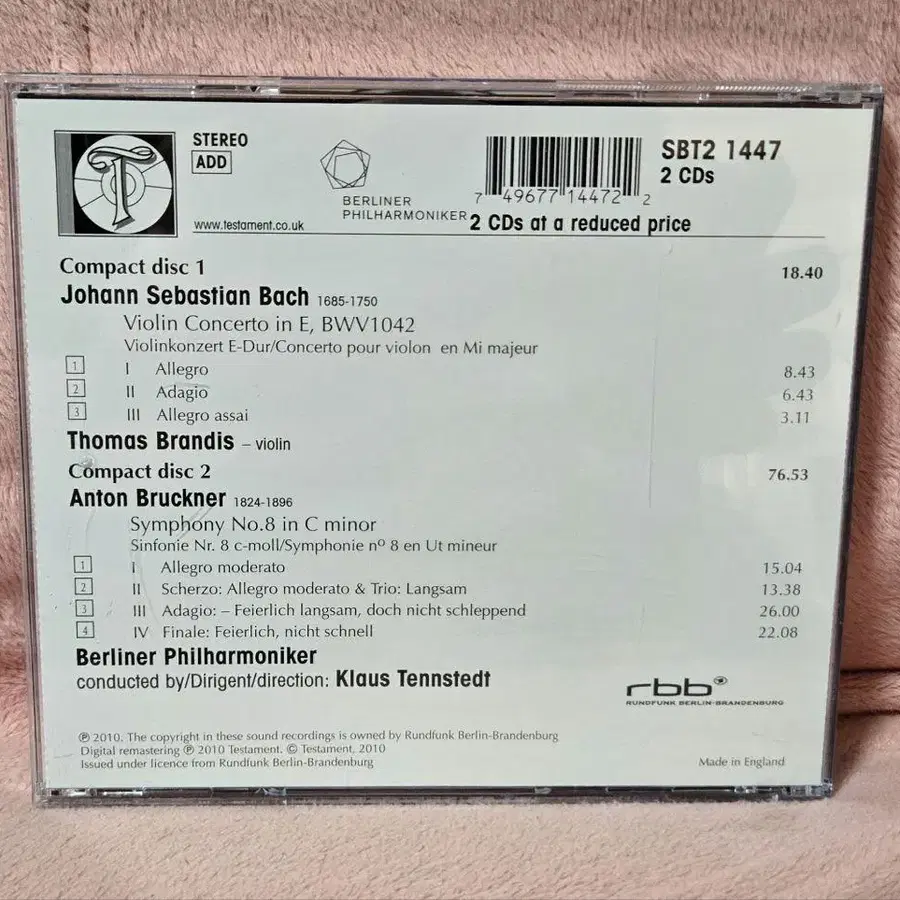 T
STEREO
ADD
www.testament.co.uk
BERLINER
PHILHARMONIKER
7 49677 14472 2
SBT2 1447
2 CDs
2 CDs at a reduced price
Compact disc 1 18.40
Johann Sebastian Bach 1685-1750
Violin Concerto in E, BWV1042
Violinkonzert E-Dur/Concerto pour violon en Mi majeur
1 I Allegro 8.43
2 II Adagio 6.43
3 III Allegro assai 3.11
Thomas Brandis – violin
Compact disc 2 76.53
Anton Bruckner 1824-1896
Symphony No.8 in C minor
Sinfonie Nr. 8 c-moll/Symphonie nº 8 en Ut mineur
1 I Allegro moderato 15.04
2 II Scherzo: Allegro moderato & Trio: Langsam 13.38
3 III Adagio: – Feierlich langsam, doch nicht schleppend 26.00
4 IV Finale: Feierlich, nicht schnell 22.08
Berliner Philharmoniker
conducted by/Dirigent/direction: Klaus Tennstedt
rbb
RUNDFUNK BERLIN-BRANDENBURG
℗ 2010. The copyright in these sound recordings is owned by Rundfunk Berlin-Brandenburg
Digital remastering ℗ 2010 Testament. © Testament, 2010
Issued under licence from Rundfunk Berlin-Brandenburg
Made in England